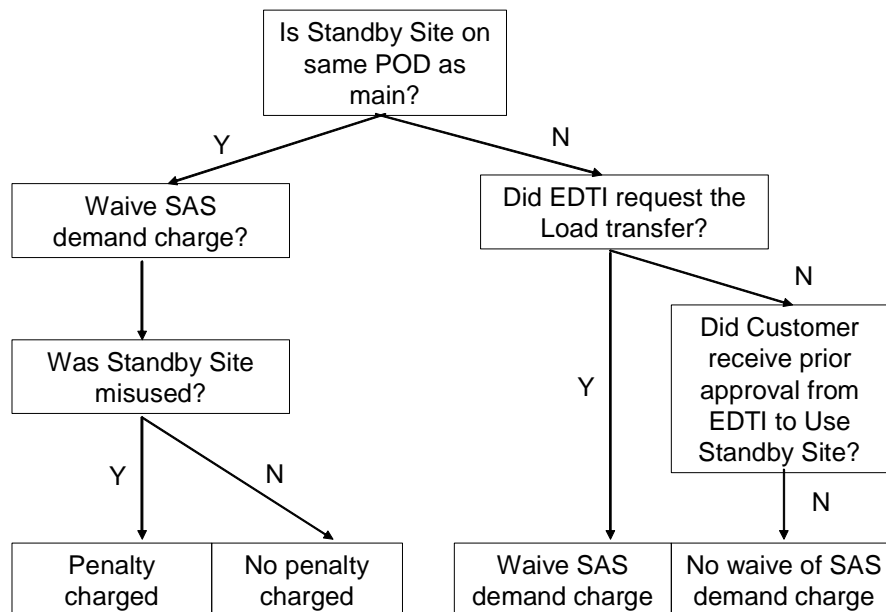 Is Standby Site on
same POD as
main?
Y
N
Waive SAS
demand charge?
Did EDTI request the
Load transfer?
N
Was Standby Site
misused?
Did Customer
receive prior
approval from
EDTI to Use
Standby Site?
Y
Y
N
N
Penalty
charged
No penalty
charged
Waive SAS
demand charge
No waive of SAS
demand charge